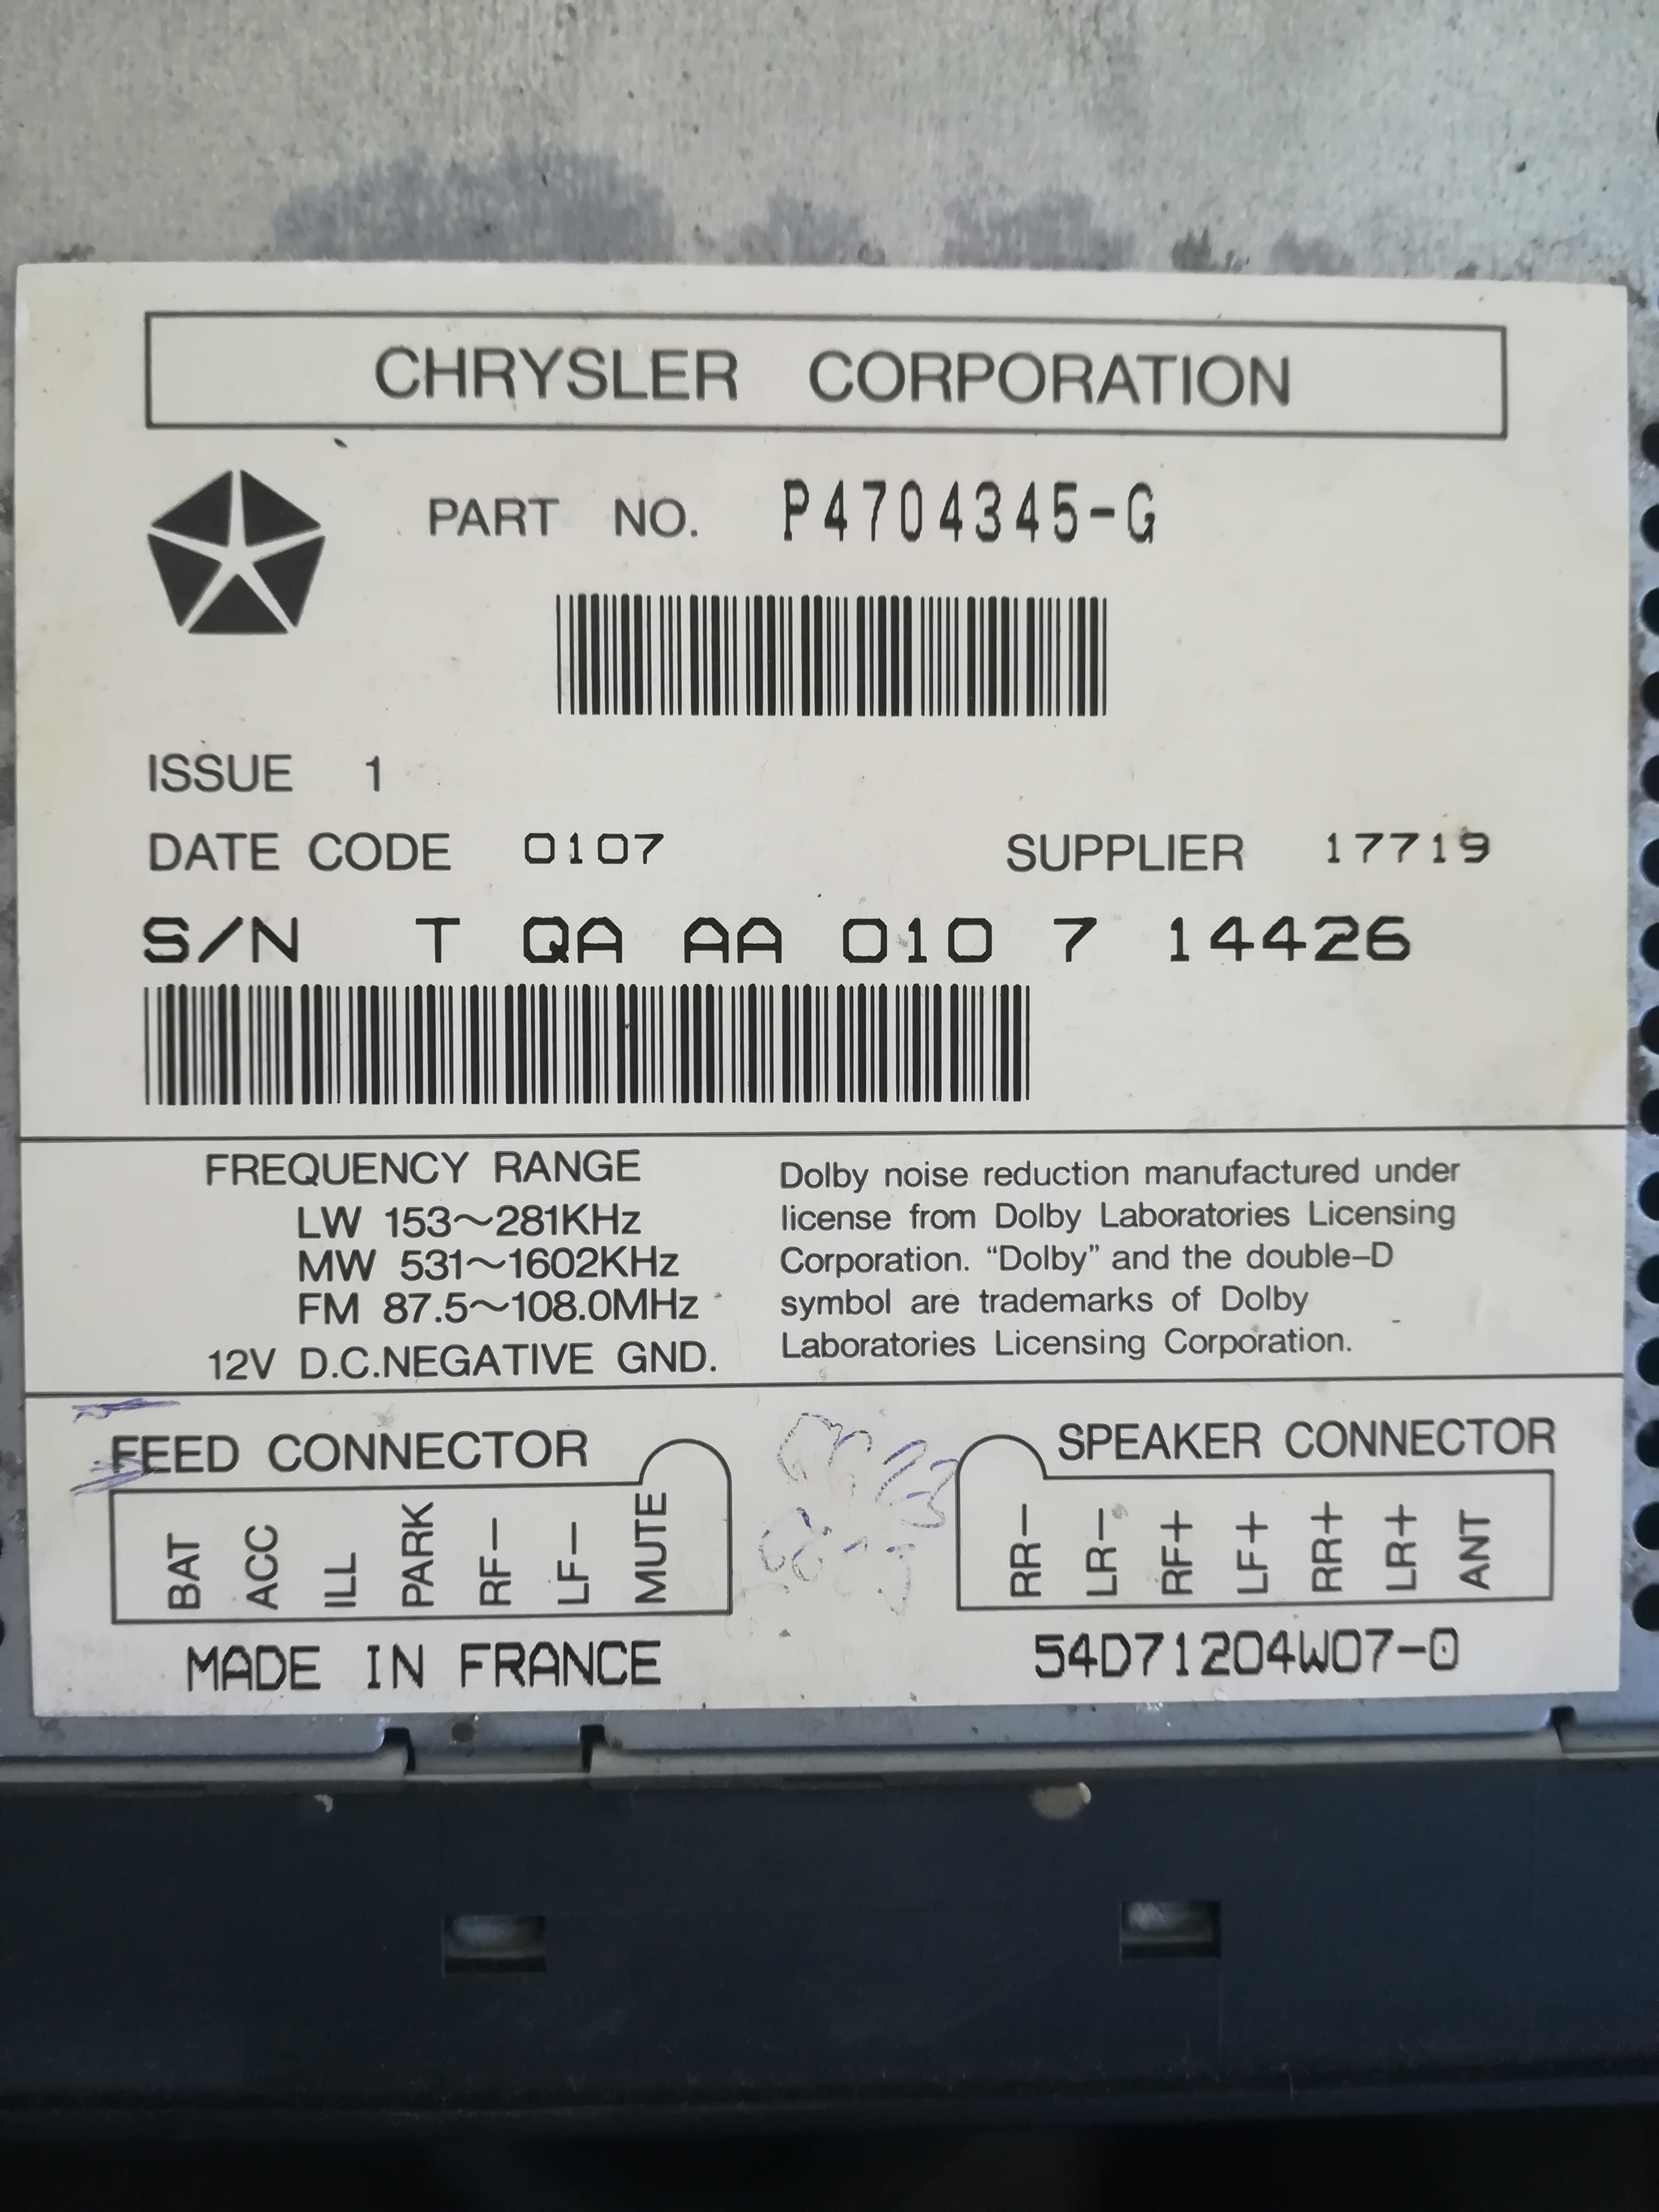 CHRYSLER CORPORATION
PART NO. P4704345-G
ISSUE 1
DATE CODE 0107 SUPPLIER 17719
S/N T QA AA 010 7 14426
FREQUENCY RANGE
LW 153~281KHz
MW 531~1602KHz
FM 87.5~108.0MHz
12V D.C.NEGATIVE GND.
Dolby noise reduction manufactured under
license from Dolby Laboratories Licensing
Corporation. “Dolby” and the double–D
symbol are trademarks of Dolby
Laboratories Licensing Corporation.
FEED CONNECTOR
BAT ACC ILL PARK RF– LF– MUTE
SPEAKER CONNECTOR
RR– LR– RF+ LF+ RR+ LR+ ANT
MADE IN FRANCE
54D71204W07-0